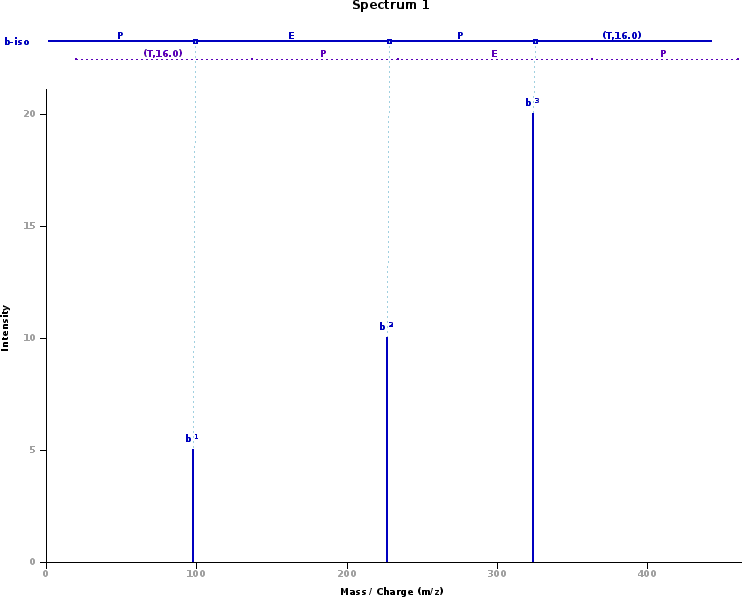 Spectrum 1
b-iso P E P (T,16.0)
(T,16.0) P E P
20
b 3
15
Intensity
10
b 2
5
b 1
0
0 100 200 300 400
Mass / Charge (m/z)